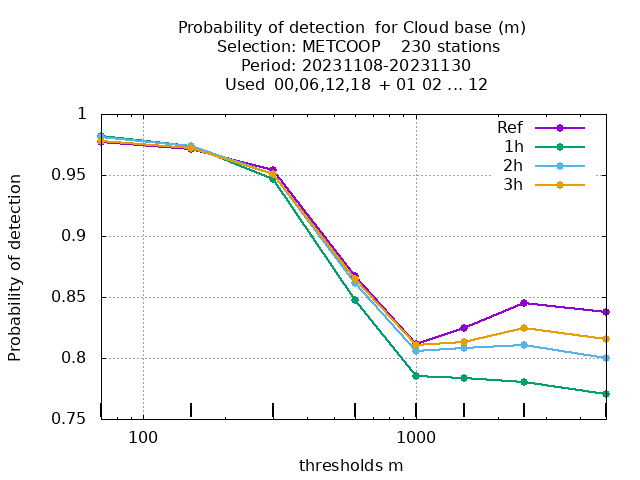 Probability of detection  for Cloud base (m)
Selection: METCOOP    230 stations
Period: 20231108-20231130
Used  00,06,12,18  + 01 02 ... 12
Ref
1h
2h
3h
Probability of detection
1
0.95
0.9
0.85
0.8
0.75
100
1000
thresholds m